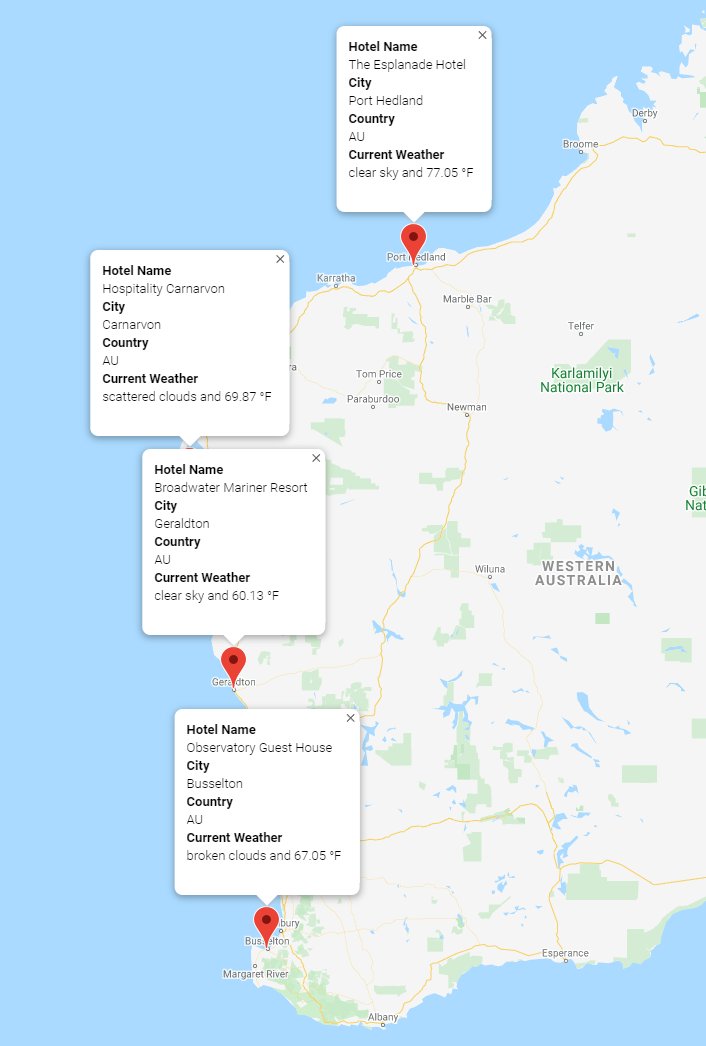 Hotel Name
The Esplanade Hotel
City
Port Hedland
Country
AU
Current Weather
clear sky and 77.05 °F
Derby
Broome
Port Hedland
Karratha
Marble Bar
Telfer
Hotel Name
Hospitality Carnarvon
City
Carnarvon
Country
AU
Current Weather
scattered clouds and 69.87 °F
Tom Price
Paraburdoo
Karlamilyi
National Park
Newman
Hotel Name
Broadwater Mariner Resort
City
Geraldton
Country
AU
Current Weather
clear sky and 60.13 °F
Wiluna
WESTERN
AUSTRALIA
Geraldton
Hotel Name
Observatory Guest House
City
Busselton
Country
AU
Current Weather
broken clouds and 67.05 °F
Busselton
Margaret River
Esperance
Albany